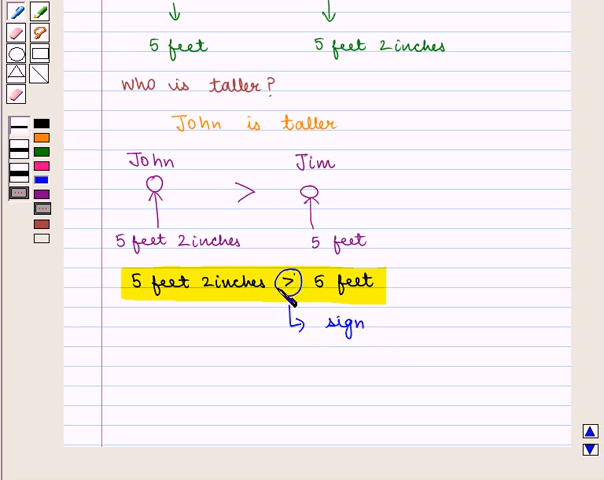 5 feet 5 feet 2 inches
Who is taller?
John is taller
John Jim
>
5 feet 2 inches 5 feet
5 feet 2 inches > 5 feet
sign